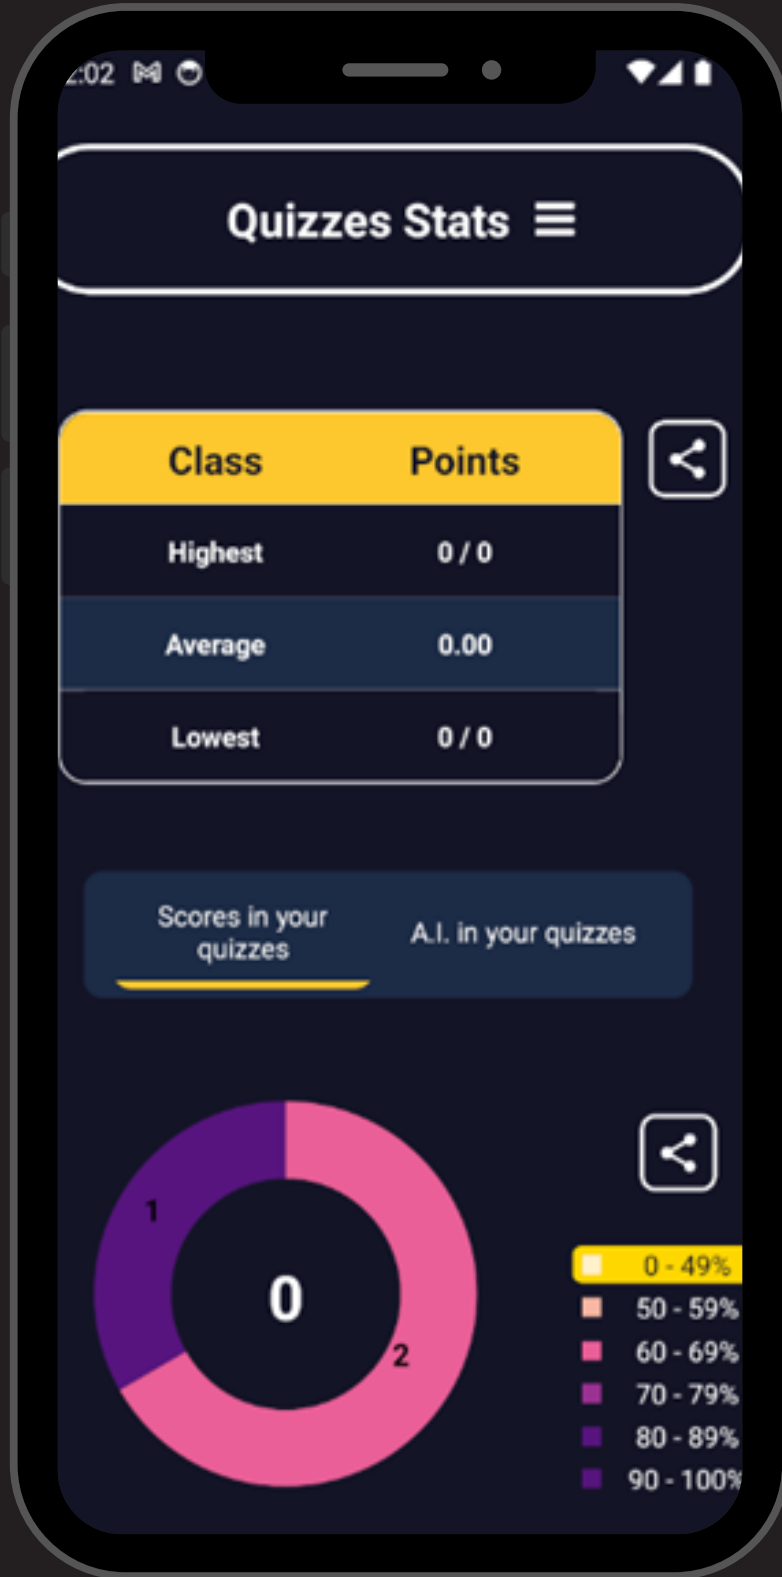 :02
Quizzes Stats
Class Points
Highest 0 / 0
Average 0.00
Lowest 0 / 0
Scores in your
quizzes
A.I. in your quizzes
1
0
2
0 - 49%
50 - 59%
60 - 69%
70 - 79%
80 - 89%
90 - 100%